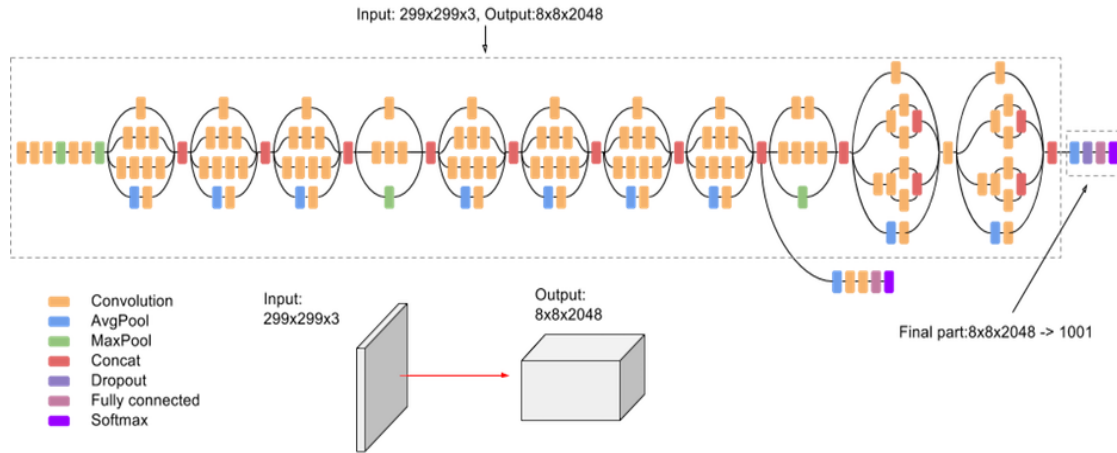 Input: 299x299x3, Output:8x8x2048
Convolution
AvgPool
MaxPool
Concat
Dropout
Fully connected
Softmax
Input:
299x299x3
Output:
8x8x2048
Final part:8x8x2048 -> 1001